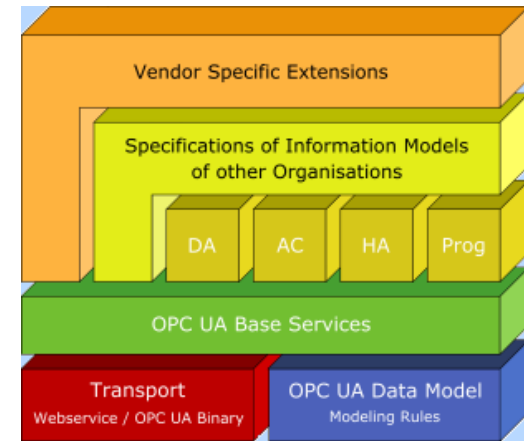 Vendor Specific Extensions
Specifications of Information Models
of other Organisations
DA AC HA Prog
OPC UA Base Services
Transport
Webservice / OPC UA Binary
OPC UA Data Model
Modeling Rules